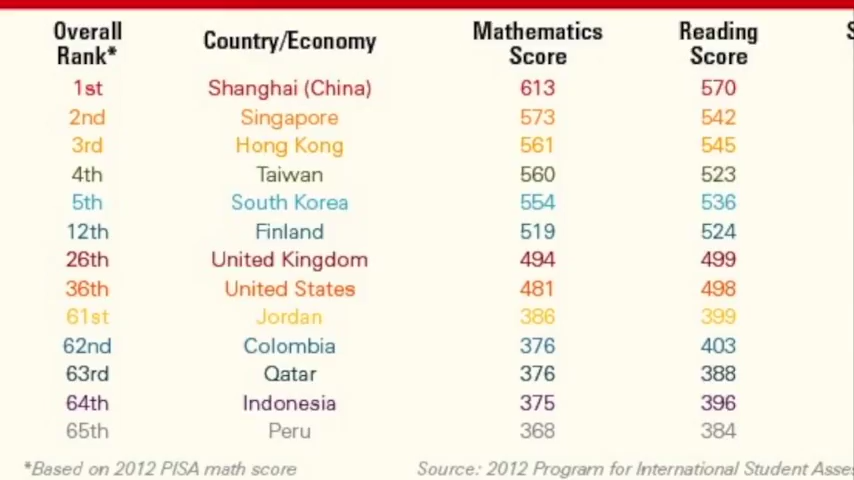 Overall Rank* Country/Economy Mathematics Score Reading Score
1st Shanghai (China) 613 570
2nd Singapore 573 542
3rd Hong Kong 561 545
4th Taiwan 560 523
5th South Korea 554 536
12th Finland 519 524
26th United Kingdom 494 499
36th United States 481 498
61st Jordan 386 399
62nd Colombia 376 403
63rd Qatar 376 388
64th Indonesia 375 396
65th Peru 368 384
*Based on 2012 PISA math score Source: 2012 Program for International Student